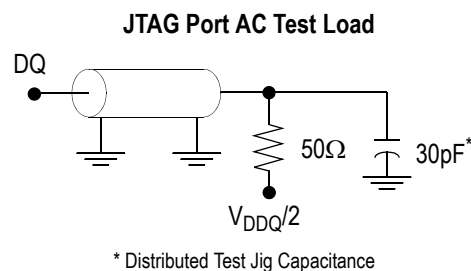 JTAG Port AC Test Load
DQ
50Ω
30pF*
VDDQ/2
* Distributed Test Jig Capacitance